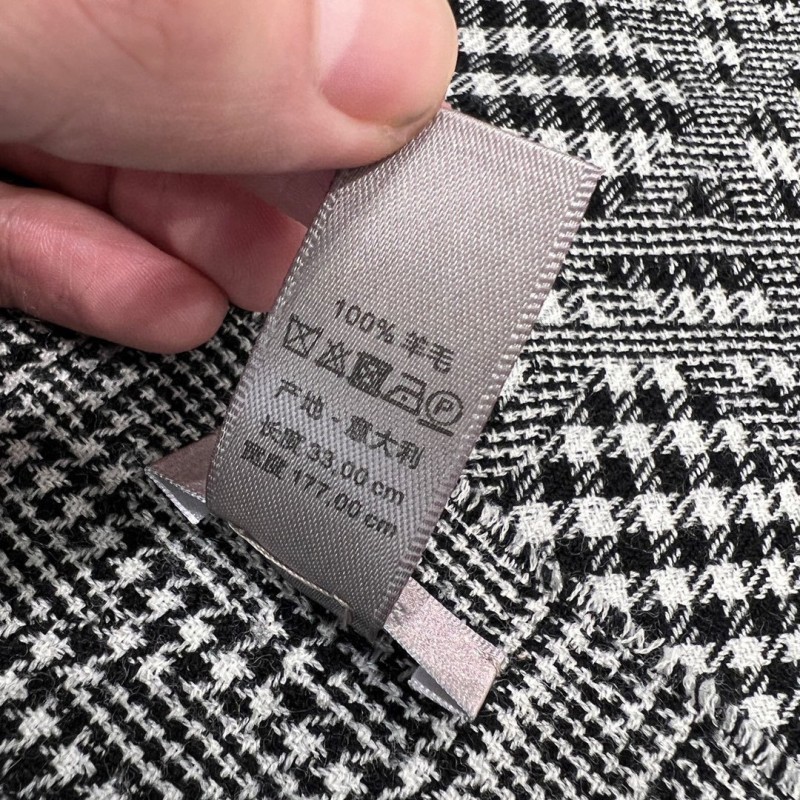 100% 羊毛
P
产地 - 意大利
长度 33.00 cm
宽度 177.00 cm